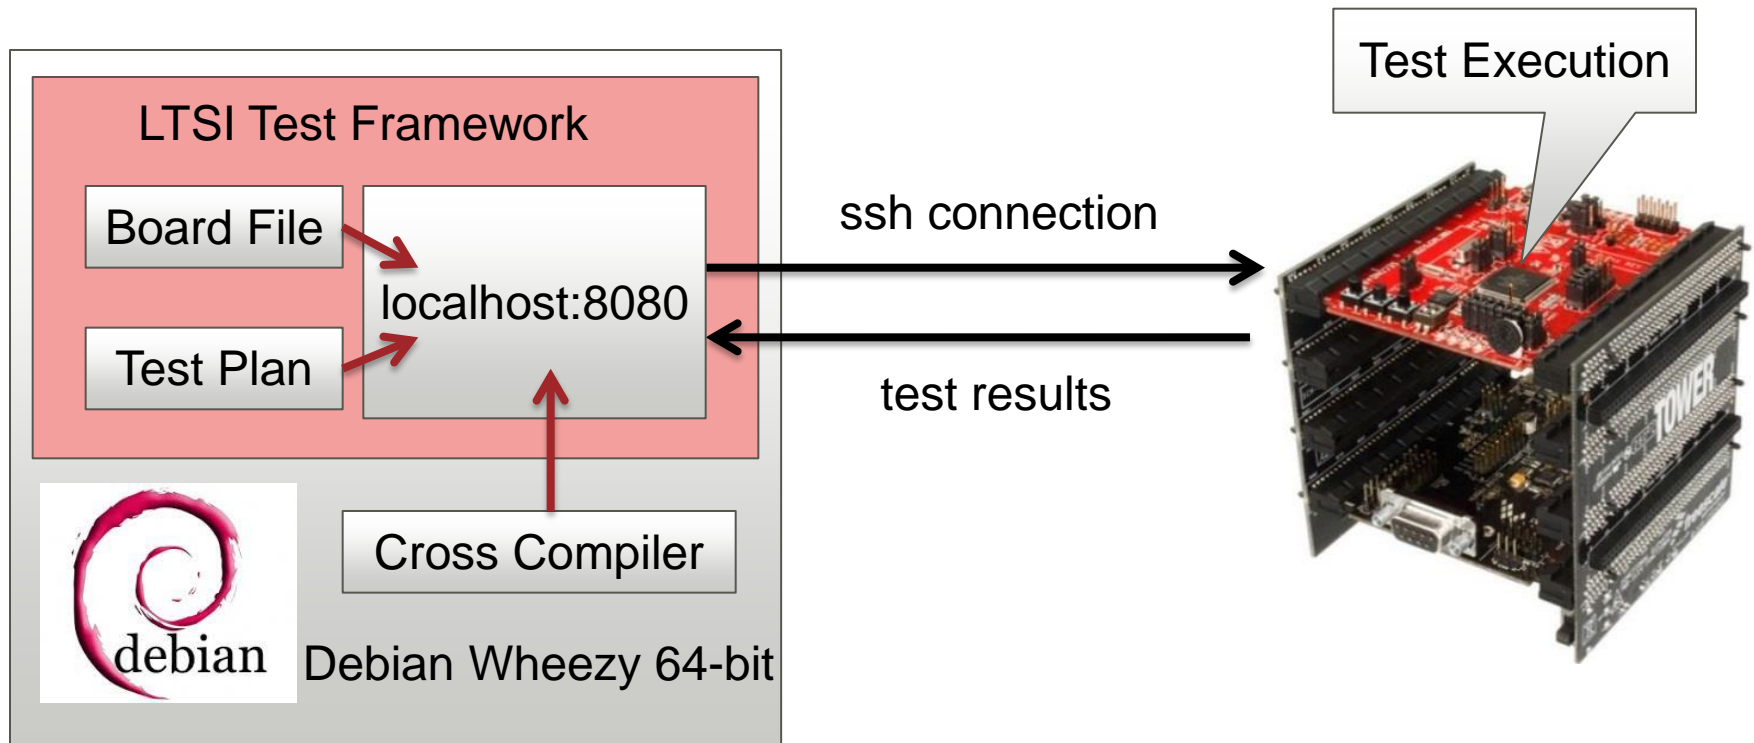 Test Execution
LTSI Test Framework
Board File
localhost:8080
Test Plan
ssh connection
test results
TOWER
Cross Compiler
debian
Debian Wheezy 64-bit